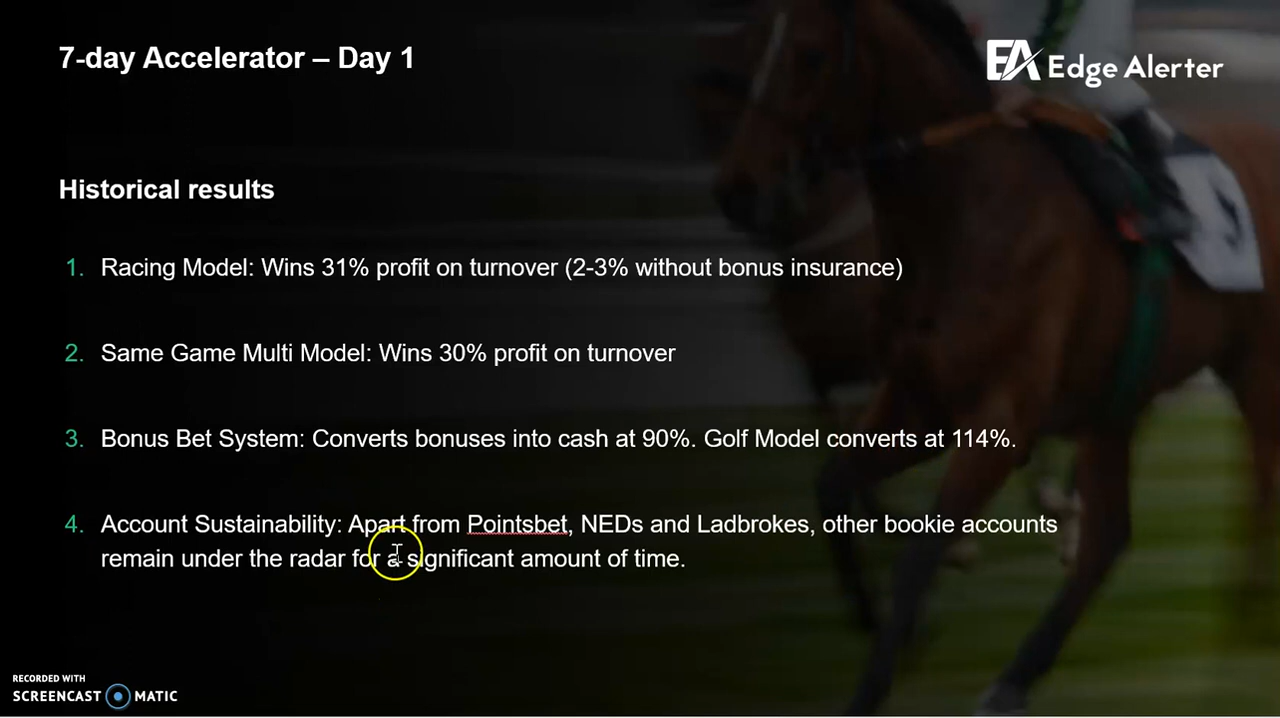 7-day Accelerator – Day 1
EA Edge Alerter
Historical results
1. Racing Model: Wins 31% profit on turnover (2-3% without bonus insurance)
2. Same Game Multi Model: Wins 30% profit on turnover
3. Bonus Bet System: Converts bonuses into cash at 90%. Golf Model converts at 114%.
4. Account Sustainability: Apart from Pointsbet, NEDs and Ladbrokes, other bookie accounts
remain under the radar for a significant amount of time.
RECORDED WITH
SCREENCAST MATIC